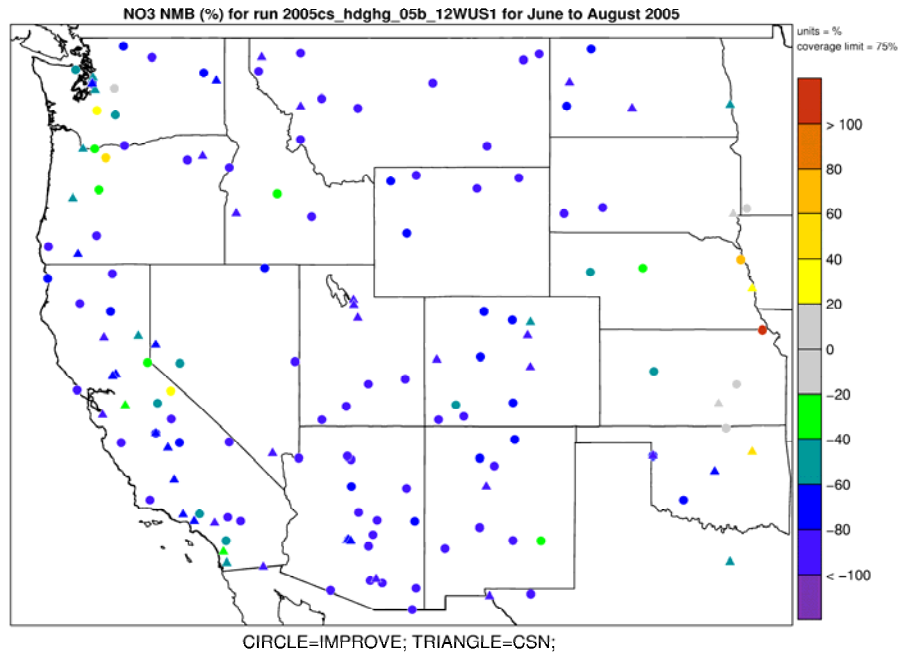 NO3 NMB (%) for run 2005cs_hdghg_05b_12WUS1 for June to August 2005
units = %
coverage limit = 75%
> 100
80
60
40
20
0
−20
−40
−60
−80
< −100
CIRCLE=IMPROVE; TRIANGLE=CSN;